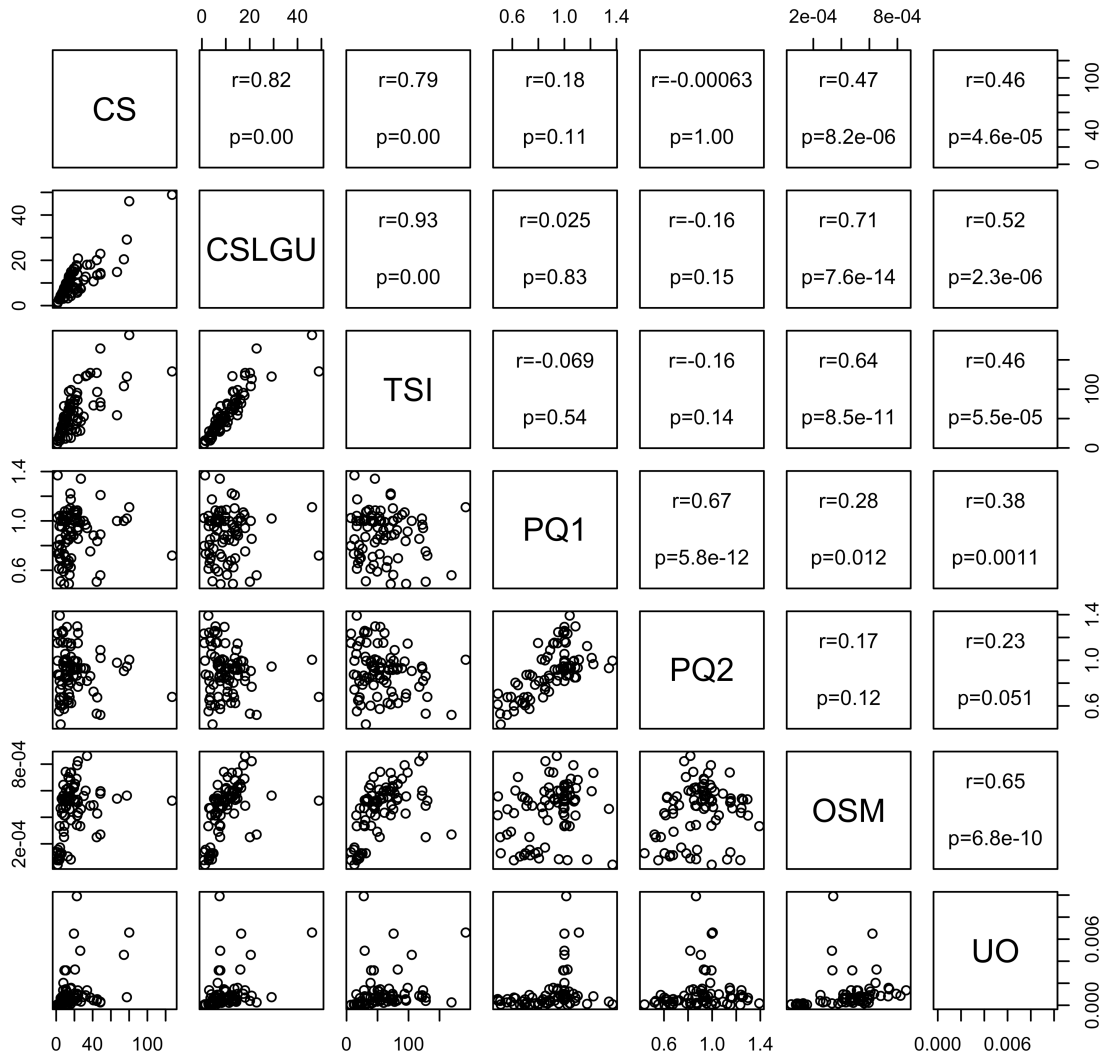 0 20 40
0.6 1.0 1.4
2e-04 8e-04
CS
r=0.82
p=0.00
r=0.79
p=0.00
r=0.18
p=0.11
r=-0.00063
p=1.00
r=0.47
p=8.2e-06
r=0.46
p=4.6e-05
0 40 100
0 20 40
CSLGU
r=0.93
p=0.00
r=0.025
p=0.83
r=-0.16
p=0.15
r=0.71
p=7.6e-14
r=0.52
p=2.3e-06
TSI
r=-0.069
p=0.54
r=-0.16
p=0.14
r=0.64
p=8.5e-11
r=0.46
p=5.5e-05
0 100
0.6 1.0 1.4
PQ1
r=0.67
p=5.8e-12
r=0.28
p=0.012
r=0.38
p=0.0011
PQ2
r=0.17
p=0.12
r=0.23
p=0.051
0.6 1.0 1.4
2e-04 8e-04
OSM
r=0.65
p=6.8e-10
UO
0.000 0.006
0 40 100
0 100
0.6 1.0 1.4
0.000 0.006